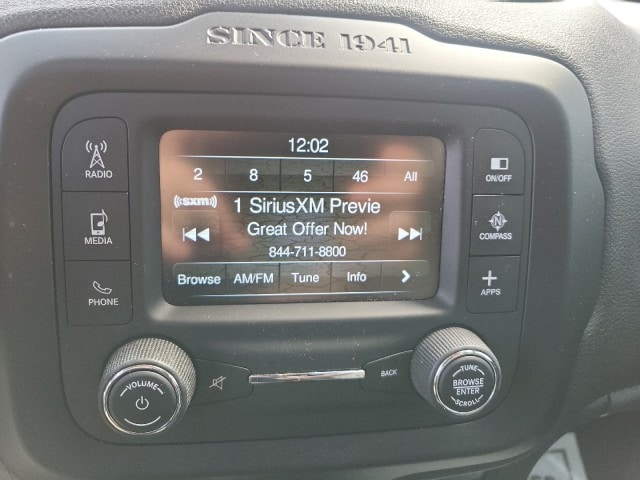 SINCE 1941
12:02
2 8 5 46 All
((sxm)) 1 SiriusXM Previe
Great Offer Now!
844-711-8800
Browse AM/FM Tune Info
RADIO
MEDIA
PHONE
ON/OFF
N
COMPASS
APPS
VOLUME
BACK
TUNE
BROWSE
ENTER
SCROLL